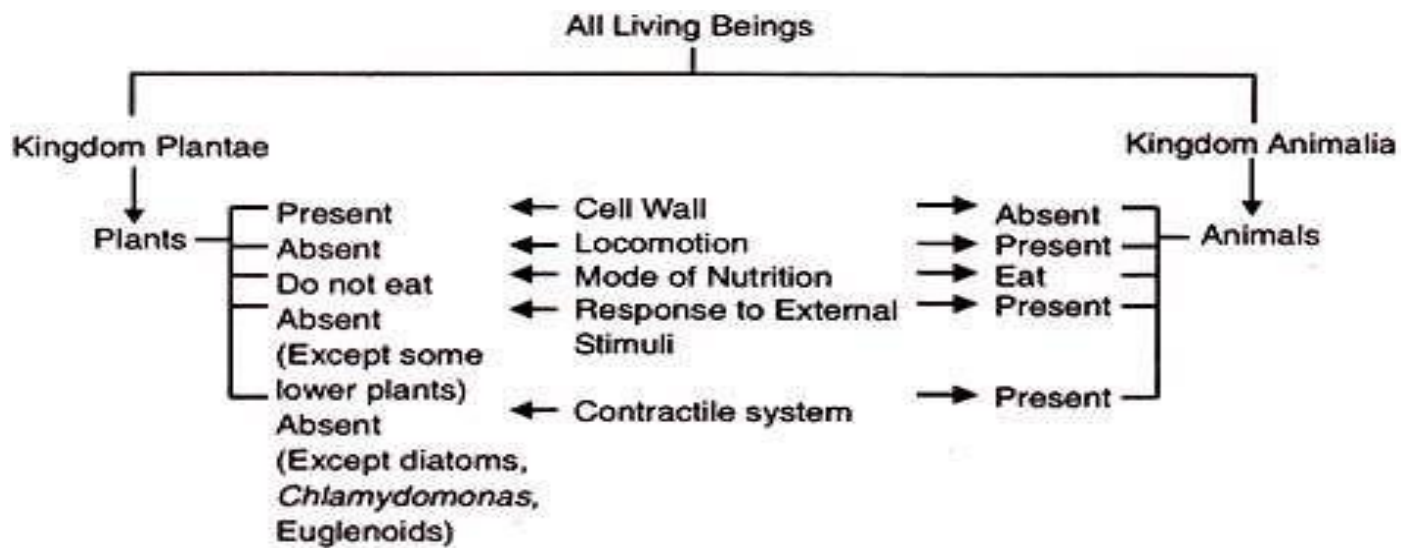 All Living Beings
Kingdom Plantae
Kingdom Animalia
Plants
Present
Absent
Do not eat
Absent
(Except some
lower plants)
Absent
(Except diatoms,
Chlamydomonas,
Euglenoids)
Cell Wall
Locomotion
Mode of Nutrition
Response to External
Stimuli
Contractile system
Absent
Present
Eat
Present
Present
Animals